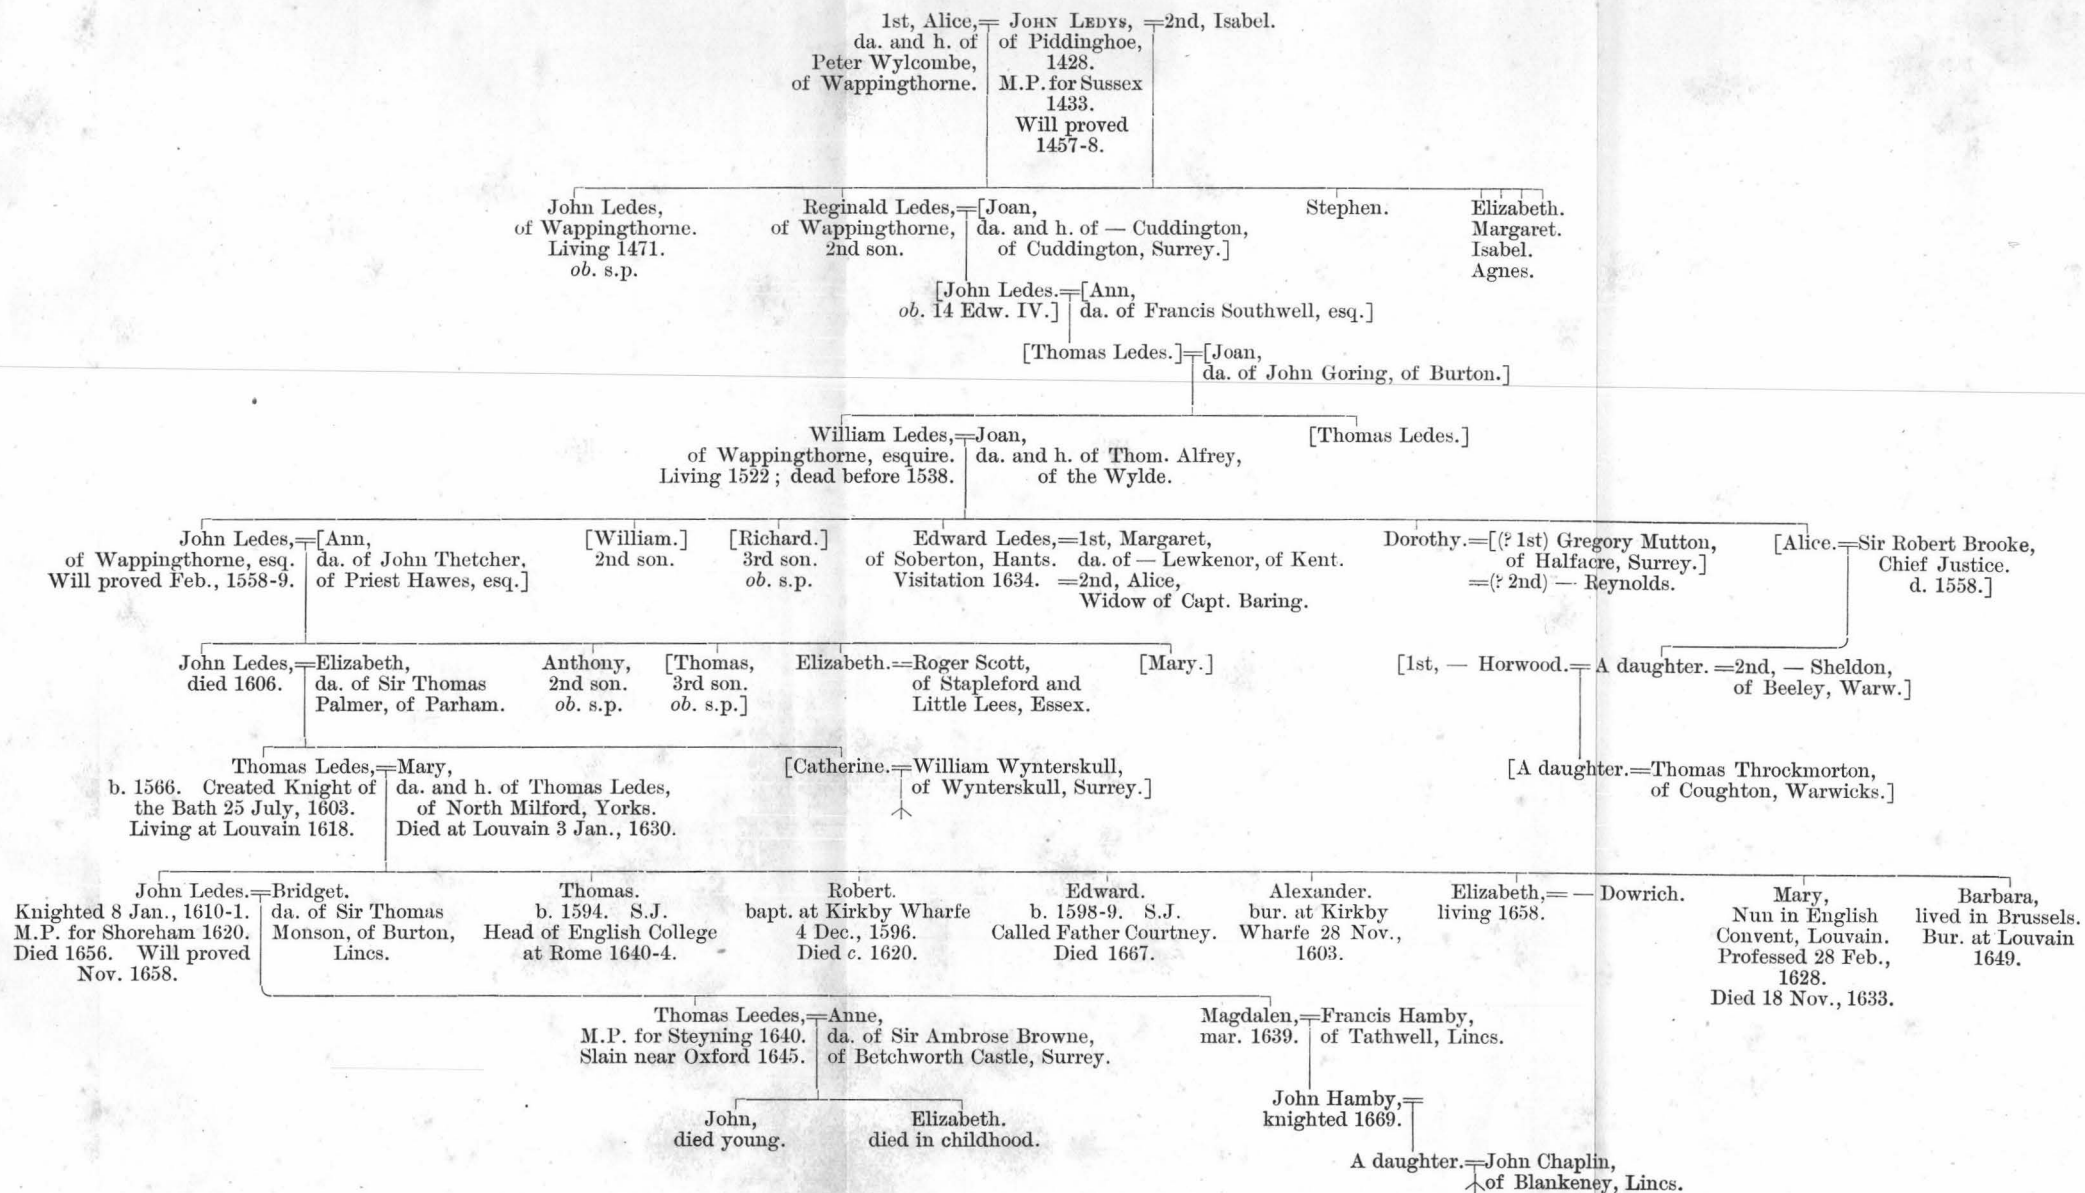 1st, Alice,= JOHN LEDYS, =2nd, Isabel.
da. and h. of of Piddinghoe,
Peter Wylcombe, 1428.
of Wappingthorne. M.P. for Sussex
1433.
Will proved
1457-8.
John Ledes,
of Wappingthorne.
Living 1471.
ob. s.p.
Reginald Ledes,=[Joan,
of Wappingthorne, da. and h. of — Cuddington,
2nd son. of Cuddington, Surrey.]
Stephen.
Elizabeth.
Margaret.
Isabel.
Agnes.
[John Ledes.=[Ann,
ob. 14 Edw. IV.] da. of Francis Southwell, esq.]
[Thomas Ledes.]=[Joan,
da. of John Goring, of Burton.]
William Ledes,=Joan,
of Wappingthorne, esquire. da. and h. of Thom. Alfrey,
Living 1522 ; dead before 1538. of the Wylde.
[Thomas Ledes.]
John Ledes,=[Ann,
of Wappingthorne, esq. da. of John Thetcher,
Will proved Feb., 1558-9. of Priest Hawes, esq.]
[William.]
2nd son.
[Richard.]
3rd son.
ob. s.p.
Edward Ledes,=1st, Margaret,
of Soberton, Hants. da. of — Lewkenor, of Kent.
Visitation 1634. =2nd, Alice,
Widow of Capt. Baring.
Dorothy.=[(? 1st) Gregory Mutton,
of Halfacre, Surrey.]
=(? 2nd) — Reynolds.
[Alice.=Sir Robert Brooke,
Chief Justice.
d. 1558.]
John Ledes,=Elizabeth,
died 1606. da. of Sir Thomas
Palmer, of Parham.
Anthony,
2nd son.
ob. s.p.
[Thomas,
3rd son.
ob. s.p.]
Elizabeth.=Roger Scott,
of Stapleford and
Little Lees, Essex.
[Mary.]
[1st, — Horwood.= A daughter. =2nd, — Sheldon,
of Beeley, Warw.]
Thomas Ledes,=Mary,
b. 1566. Created Knight of da. and h. of Thomas Ledes,
the Bath 25 July, 1603. of North Milford, Yorks.
Living at Louvain 1618. Died at Louvain 3 Jan., 1630.
[Catherine.=William Wynterskull,
of Wynterskull, Surrey.]
[A daughter.=Thomas Throckmorton,
of Coughton, Warwicks.]
John Ledes.=Bridget.
Knighted 8 Jan., 1610-1. da. of Sir Thomas
M.P. for Shoreham 1620. Monson, of Burton,
Died 1656. Will proved Lincs.
Nov. 1658.
Thomas.
b. 1594. S.J.
Head of English College
at Rome 1640-4.
Robert.
bapt. at Kirkby Wharfe
4 Dec., 1596.
Died c. 1620.
Edward.
b. 1598-9. S.J.
Called Father Courtney.
Died 1667.
Alexander.
bur. at Kirkby
Wharfe 28 Nov.,
1603.
Elizabeth,= — Dowrich.
living 1658.
Mary,
Nun in English
Convent, Louvain.
Professed 28 Feb.,
1628.
Died 18 Nov., 1633.
Barbara,
lived in Brussels.
Bur. at Louvain
1649.
Thomas Leedes,=Anne,
M.P. for Steyning 1640. da. of Sir Ambrose Browne,
Slain near Oxford 1645. of Betchworth Castle, Surrey.
Magdalen,=Francis Hamby,
mar. 1639. of Tathwell, Lincs.
John,
died young.
Elizabeth.
died in childhood.
John Hamby,=
knighted 1669.
A daughter.=John Chaplin,
of Blankeney, Lincs.